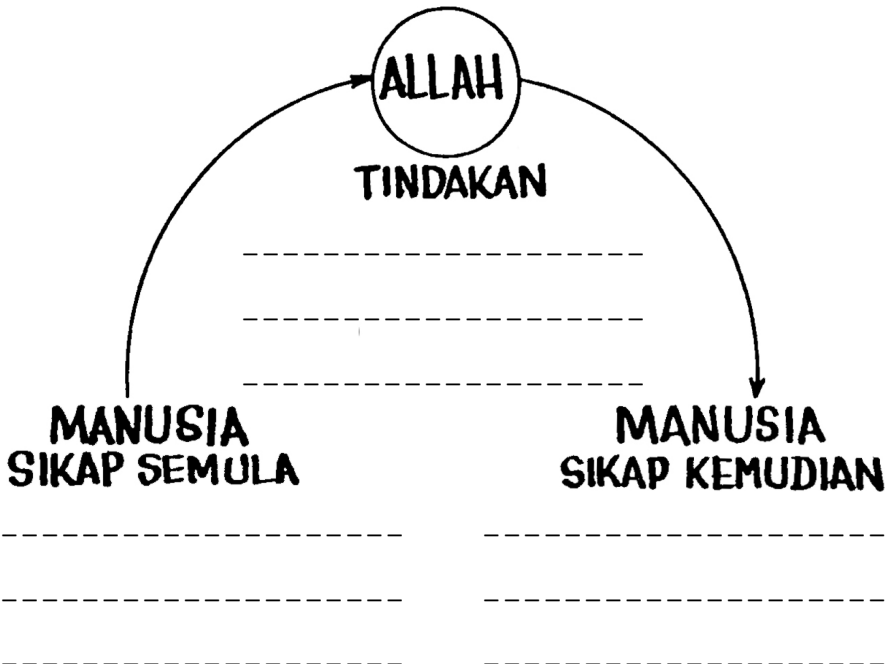 ALLAH
TINDAKAN
MANUSIA
SIKAP SEMULA
MANUSIA
SIKAP KEMUDIAN